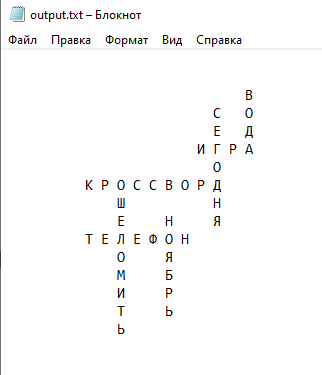 output.txt – Блокнот
Файл Правка Формат Вид Справка
В
С О
Е Д
И Г Р А
О
К Р О С С В О Р Д
Ш Н
Е Н Я
Т Е Л Е Ф О Н
О Я
М Б
И Р
Т Ь
Ь